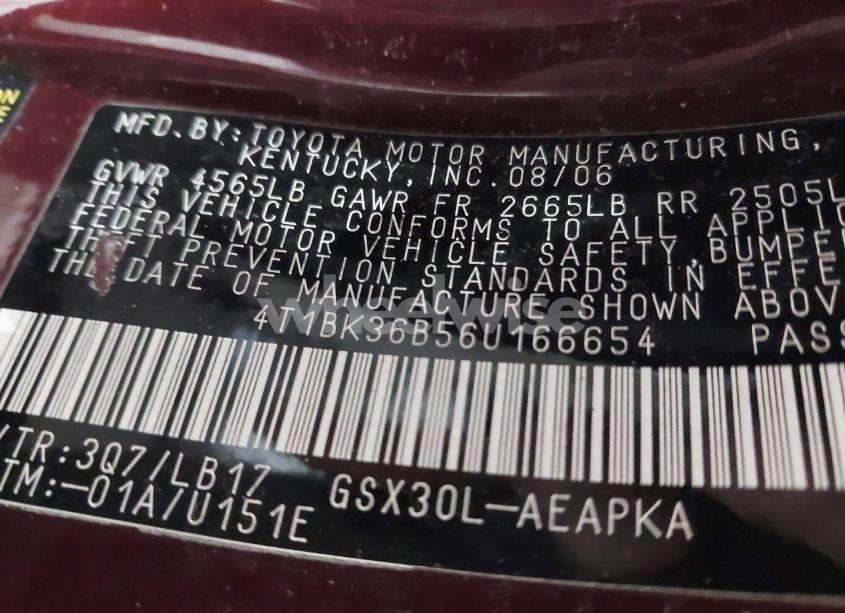 ON
E
MFD. BY: TOYOTA MOTOR MANUFACTURING,
KENTUCKY, INC. 08/06
GVWR 4565LB GAWR FR 2665LB RR 2505L
THIS VEHICLE CONFORMS TO ALL APPLIC
FEDERAL MOTOR VEHICLE SAFETY, BUMPE
THEFT PREVENTION STANDARDS IN EFFE
THE DATE OF MANUFACTURE SHOWN ABOV
wheelwise
4T1BK36B56U166654 PASS
/TR: 3Q7/LB17
TM:-01A/U151E GSX30L-AEAPKA